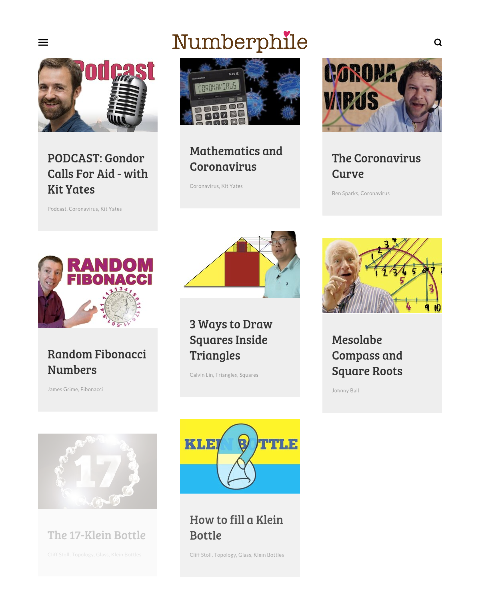 Numberphile
Podcast
PODCAST: Gondor
Calls For Aid - with
Kit Yates
Podcast, Coronavirus, Kit Yates
CORONAVIRUS
Mathematics and
Coronavirus
Coronavirus, Kit Yates
CORONA
VIRUS
The Coronavirus
Curve
Ben Sparks, Coronavirus
RANDOM
FIBONACCI
Random Fibonacci
Numbers
James Grime, Fibonacci
3 Ways to Draw
Squares Inside
Triangles
Calvin Lin, Triangles, Squares
Mesolabe
Compass and
Square Roots
Johnny Ball
17
The 17-Klein Bottle
KLEIN BOTTLE
How to fill a Klein
Bottle
Cliff Stoll, Topology, Glass, Klein Bottles